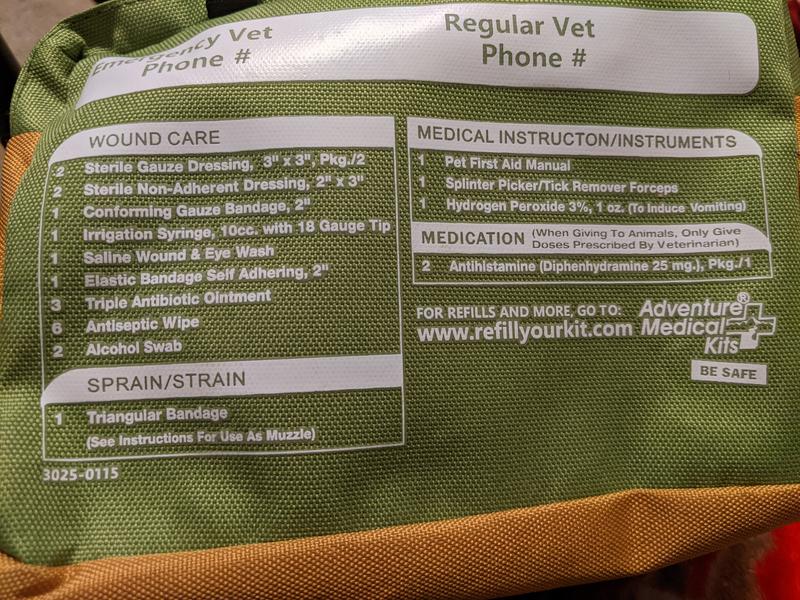 Emergency Vet
Phone #
Regular Vet
Phone #
WOUND CARE
2 Sterile Gauze Dressing, 3" x 3", Pkg./2
2 Sterile Non-Adherent Dressing, 2" x 3"
1 Conforming Gauze Bandage, 2"
1 Irrigation Syringe, 10cc. with 18 Gauge Tip
1 Saline Wound & Eye Wash
1 Elastic Bandage Self Adhering, 2"
3 Triple Antibiotic Ointment
6 Antiseptic Wipe
2 Alcohol Swab
SPRAIN/STRAIN
1 Triangular Bandage
(See Instructions For Use As Muzzle)
3025-0115
MEDICAL INSTRUCTON/INSTRUMENTS
1 Pet First Aid Manual
1 Splinter Picker/Tick Remover Forceps
1 Hydrogen Peroxide 3%, 1 oz. (To Induce Vomiting)
MEDICATION (When Giving To Animals, Only Give
Doses Prescribed By Veterinarian)
2 Antihistamine (Diphenhydramine 25 mg.), Pkg./1
FOR REFILLS AND MORE, GO TO:
www.refillyourkit.com
Adventure®
Medical
Kits
BE SAFE